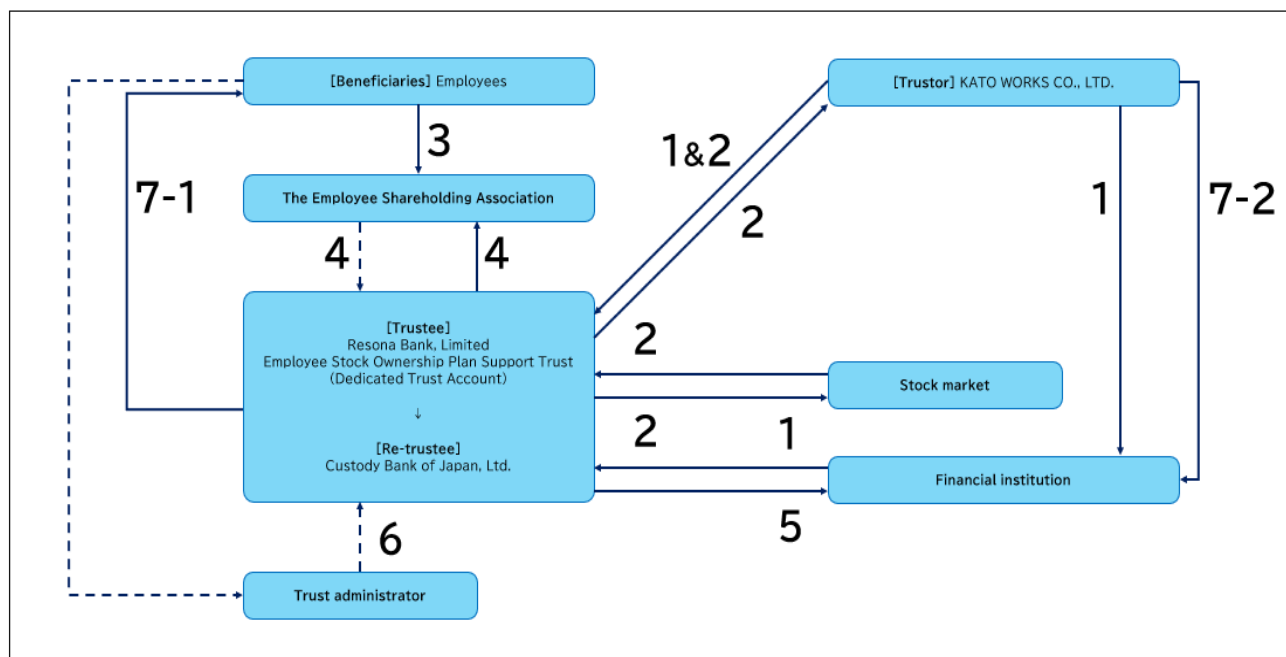 [Beneficiaries] Employees
[Trustor] KATO WORKS CO., LTD.
3
1&2
7-1
1
7-2
The Employee Shareholding Association
2
4
4
[Trustee]
Resona Bank, Limited
Employee Stock Ownership Plan Support Trust
(Dedicated Trust Account)
↓
[Re-trustee]
Custody Bank of Japan, Ltd.
2
Stock market
2
1
Financial institution
5
6
Trust administrator